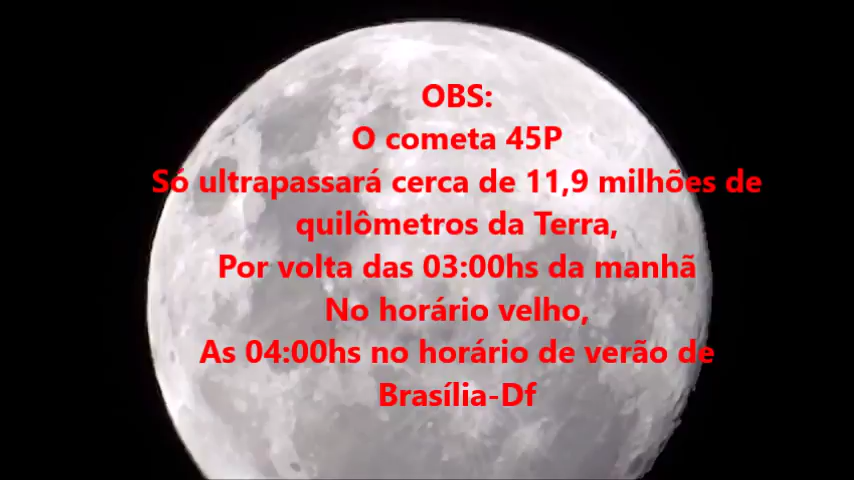 OBS:
O cometa 45P
Só ultrapassará cerca de 11,9 milhões de
quilômetros da Terra,
Por volta das 03:00hs da manhã
No horário velho,
As 04:00hs no horário de verão de
Brasília-Df